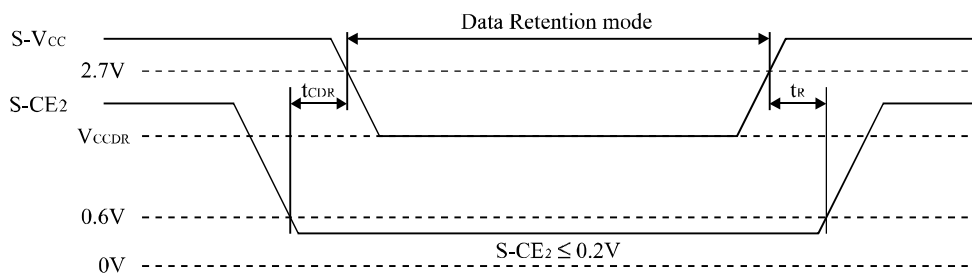 Data Retention mode
S-VCC
2.7V
tCDR
tR
S-CE2
VCCDR
0.6V
S-CE2 ≤ 0.2V
0V